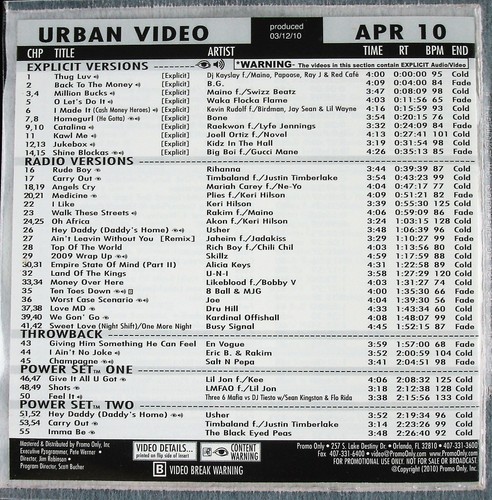 URBAN VIDEO produced 03/12/10 APR 10
CHP TITLE ARTIST TIME RT BPM END
EXPLICIT VERSIONS *WARNING- The videos in this section contain EXPLICIT Audio/Video
1 Thug Luv [Explicit] Dj Kayslay f./Maino, Papoose, Ray J & Red Café 4:00 0:00:00 95 Cold
2 Back To The Money [Explicit] B.G. 4:09 0:04:00 84 Fade
3,4 Million Bucks [Explicit] Maino f./Swizz Beatz 3:47 0:08:09 98 Cold
5 O Let's Do It [Explicit] Waka Flocka Flame 4:03 0:11:56 65 Fade
6 I Made It (Cash Money Heroes) [Explicit] Kevin Rudolf f./Birdman, Jay Sean & Lil Wayne 4:16 0:15:59 93 Cold
7,8 Homegurl (He Gotta) [Explicit] Bone 3:54 0:20:15 76 Cold
9,10 Catalina [Explicit] Raekwon f./Lyfe Jennings 3:32 0:24:09 84 Fade
11 Kawl Me [Explicit] Joell Ortiz f./Novel 4:13 0:27:41 101 Cold
12,13 Jukebox [Explicit] Kidz In The Hall 3:19 0:31:54 98 Cold
14,15 Shine Blockas [Explicit] Big Boi f./Gucci Mane 4:26 0:35:13 85 Fade
RADIO VERSIONS
16 Rude Boy Rihanna 3:44 0:39:39 87 Cold
17 Carry Out Timbaland f./Justin Timberlake 3:54 0:43:23 99 Cold
18,19 Angels Cry Mariah Carey f./Ne-Yo 4:04 0:47:17 77 Cold
20,21 Medicine Plies f./Keri Hilson 4:09 0:51:21 82 Fade
22 I Like Keri Hilson 3:39 0:55:30 125 Cold
23 Walk These Streets Rakim f./Maino 4:06 0:59:09 86 Fade
24,25 Oh Africa Akon f./Keri Hilson 3:24 1:03:15 128 Cold
26 Hey Daddy (Daddy's Home) Usher 3:48 1:06:39 96 Cold
27 Ain't Leavin Without You [Remix] Jaheim f./Jadakiss 3:29 1:10:27 99 Fade
28 Top Of The World Rich Boy f./Chili Chil 4:03 1:13:56 80 Cold
29 2009 Wrap Up Skillz 4:59 1:17:59 88 Cold
30,31 Empire State Of Mind (Part II) Alicia Keys 4:31 1:22:58 89 Cold
32 Land Of The Kings U-N-I 3:58 1:27:29 120 Cold
33,34 Money Over Here Likeblood f./Bobby V 4:03 1:31:27 74 Cold
35 Ten Toes Down B 8 Ball & MJG 4:00 1:35:30 66 Fade
36 Worst Case Scenario Joe 4:04 1:39:30 56 Fade
37,38 Love MD Dru Hill 4:33 1:43:34 60 Cold
39,40 We Gon' Go Kardinal Offishall 4:08 1:48:07 99 Cold
41,42 Sweet Love (Night Shift)/One More Night Busy Signal 4:45 1:52:15 87 Fade
THROWBACK
43 Giving Him Something He Can Feel En Vogue 3:59 1:57:00 68 Fade
44 I Ain't No Joke Eric B. & Rakim 3:52 2:00:59 104 Cold
45 Champagne Salt N Pepa 3:41 2:04:51 98 Fade
POWER SET™ ONE
46,47 Give It All U Got Lil Jon f./Kee 4:06 2:08:32 125 Cold
48,49 Shots LMFAO f./Lil Jon 3:18 2:12:38 128 Cold
50 Feel It Three 6 Mafia vs DJ Tiesto w/Sean Kingston & Flo Rida 3:38 2:15:56 133 Cold
POWER SET™ TWO
51,52 Hey Daddy (Daddy's Home) Usher 3:52 2:19:34 96 Cold
53,54 Carry Out Timbaland f./Justin Timberlake 3:14 2:23:26 99 Cold
55 Imma Be The Black Eyed Peas 3:48 2:26:40 92 Cold
Mastered & Distributed by Promo Only, Inc.
Executive Programmer, Pete Werner
Director, Jim Robinson
Program Director, Scott Bucher
VIDEO DETAILS...
printed on flip side of insert
CONTENT WARNING
B VIDEO BREAK WARNING
Promo Only • 257 S. Lake Destiny Dr. • Orlando, FL 32810 • 407-331-3600
Fax 407-331-6400 • video@PromoOnly.com • www.PromoOnly.com
FOR PROMOTIONAL USE ONLY. NOT FOR SALE OR BROADCAST.
©Copyright (2010) Promo Only, Inc.